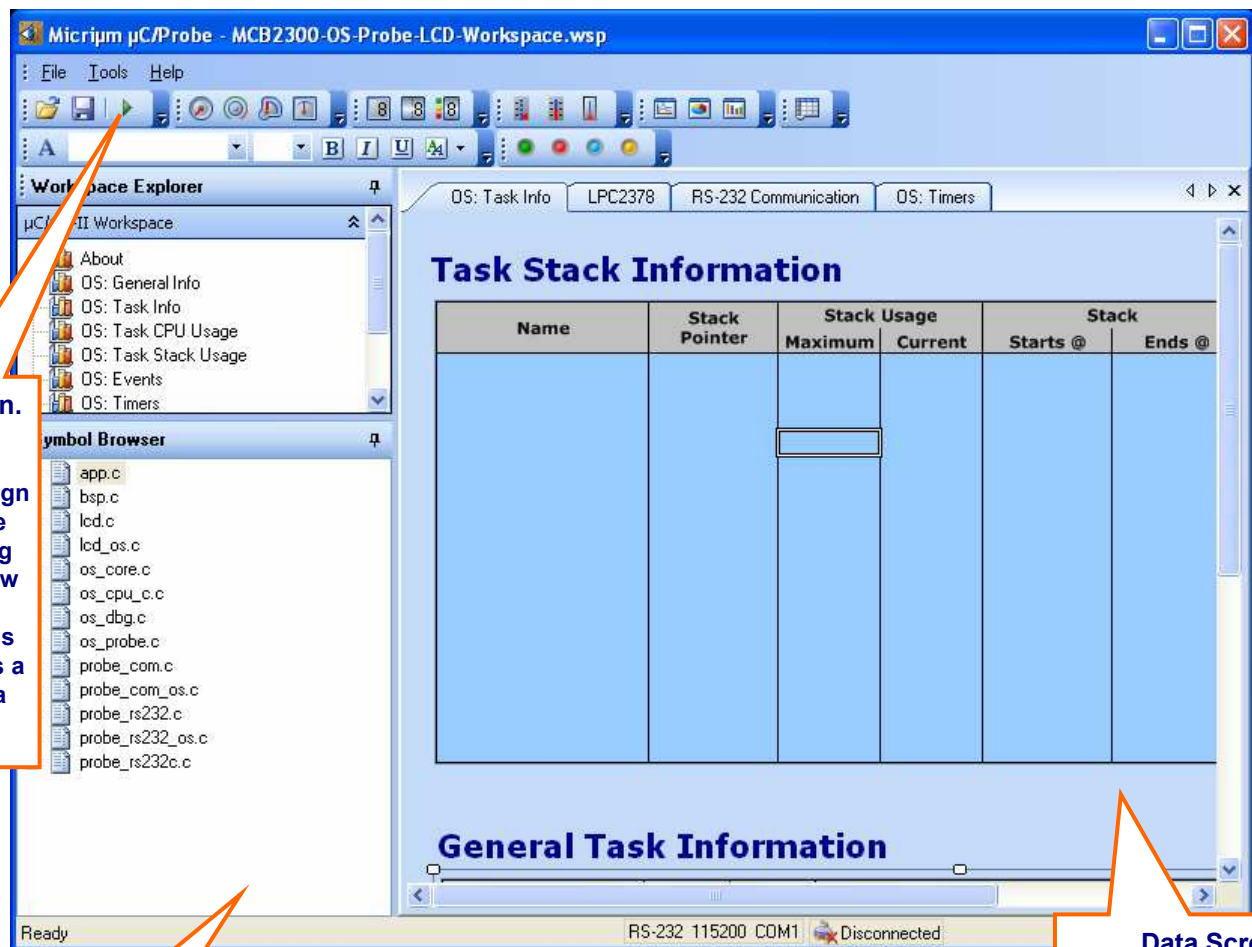 Micriµm µC/Probe - MCB2300-OS-Probe-LCD-Workspace.wsp
File Tools Help
A B I U A
Workspace Explorer
-II Workspace
About
OS: General Info
OS: Task Info
OS: Task CPU Usage
OS: Task Stack Usage
OS: Events
OS: Timers
Symbol Browser
app.c
bsp.c
lcd.c
lcd_os.c
os_core.c
os_cpu_c.c
os_dbg.c
os_probe.c
probe_com.c
probe_com_os.c
probe_rs232.c
probe_rs232_os.c
probe_rs232c.c
OS: Task Info LPC2378 RS-232 Communication OS: Timers
Task Stack Information
Name Stack Pointer Stack Usage Stack
Maximum Current Starts @ Ends @
General Task Information
Ready RS-232 115200 COM1 Disconnected
n.
gn
e
g
w
s
s a
a
Data Scre